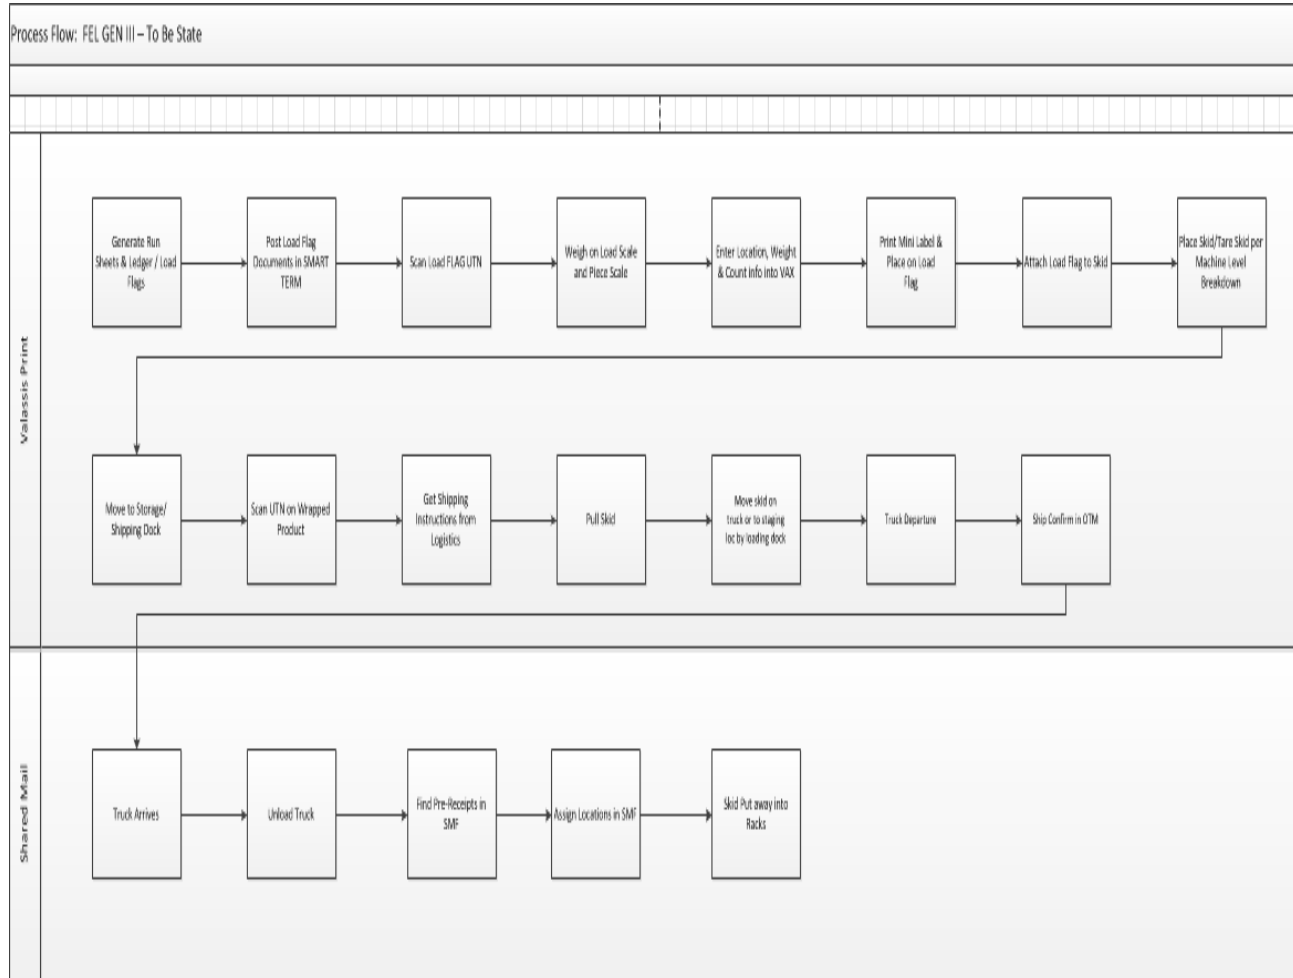 Process Flow: FEL GEN III – To Be State
Valassis Print
Generate Run
Sheets & Ledger / Load
Flags
Post Load Flag
Documents in SMART
TERM
Scan Load FLAG UTN
Weigh on Load Scale
and Piece Scale
Enter Location, Weight
& Count info into VAX
Print Mini Label &
Place on Load
Flag
Attach Load Flag to Skid
Place Skid/Tare Skid per
Machine Level
Breakdown
Move to Storage/
Shipping Dock
Scan UTN on Wrapped
Product
Get Shipping
Instructions from
Logistics
Pull Skid
Move skid on
truck or to staging
loc by loading dock
Truck Departure
Ship Confirm in OTM
Shared Mail
Truck Arrives
Unload Truck
Find Pre-Receipts in
SMF
Assign Locations in SMF
Skid Put away into
Racks